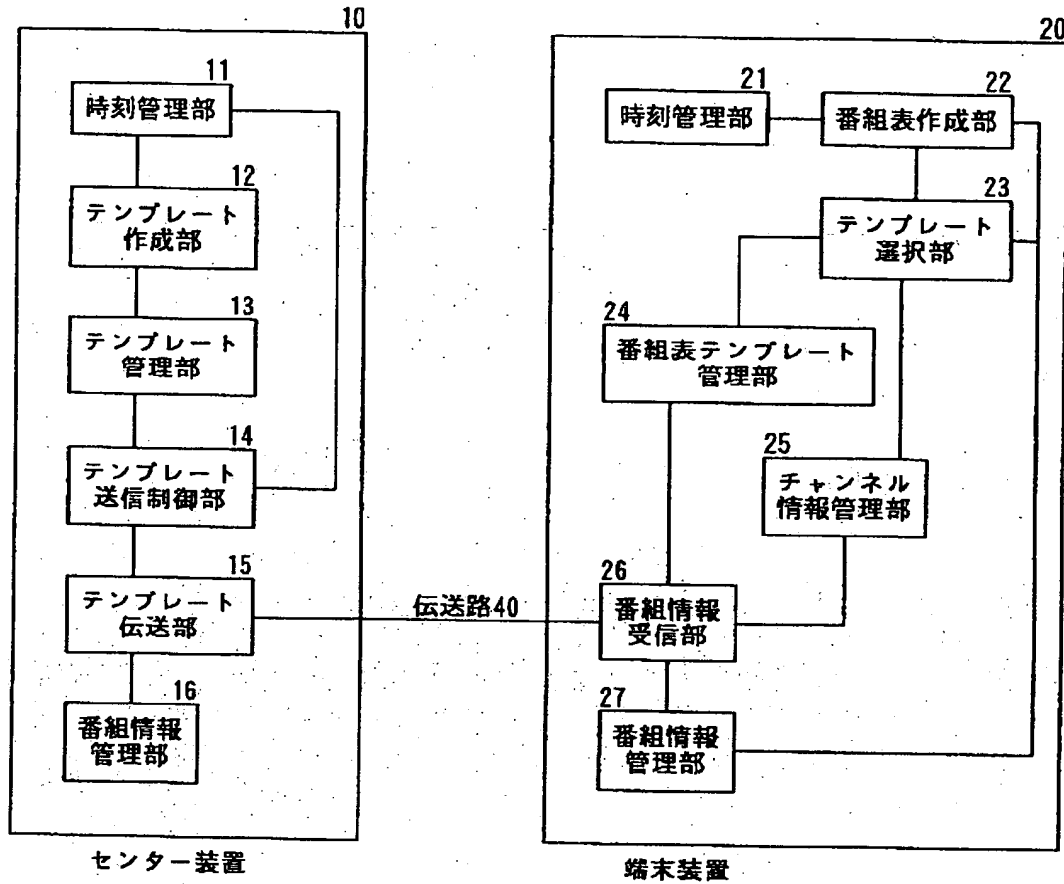 10
11
時刻管理部
12
テンプレート
作成部
13
テンプレート
管理部
14
テンプレート
送信制御部
15
テンプレート
伝送部
16
番組情報
管理部
センター装置
伝送路40
20
21
時刻管理部
22
番組表作成部
23
テンプレート
選択部
24
番組表テンプレート
管理部
25
チャンネル
情報管理部
26
番組情報
受信部
27
番組情報
管理部
端末装置